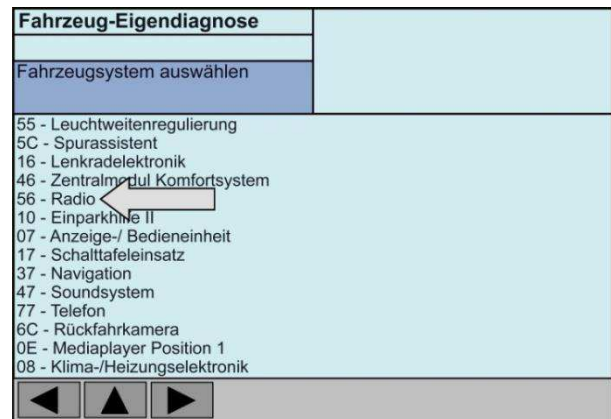 Fahrzeug-Eigendiagnose
Fahrzeugsystem auswählen
55 - Leuchtweitenregulierung
5C - Spurassistent
16 - Lenkradelektronik
46 - Zentralmodul Komfortsystem
56 - Radio
10 - Einparkhilfe II
07 - Anzeige-/ Bedieneinheit
17 - Schalttafeleinsatz
37 - Navigation
47 - Soundsystem
77 - Telefon
6C - Rückfahrkamera
0E - Mediaplayer Position 1
08 - Klima-/Heizungselektronik